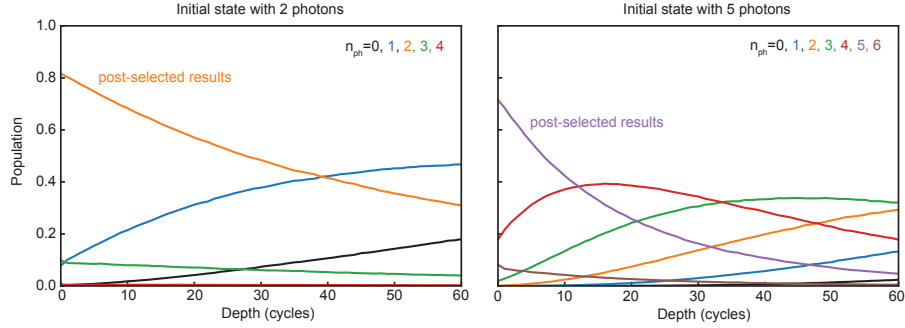 Initial state with 2 photons
1.0
0.8
0.6
0.4
0.2
0.0
Population
n_ph=0, 1, 2, 3, 4
post-selected results
0 10 20 30 40 50 60
Depth (cycles)
Initial state with 5 photons
n_ph=0, 1, 2, 3, 4, 5, 6
post-selected results
0 10 20 30 40 50 60
Depth (cycles)